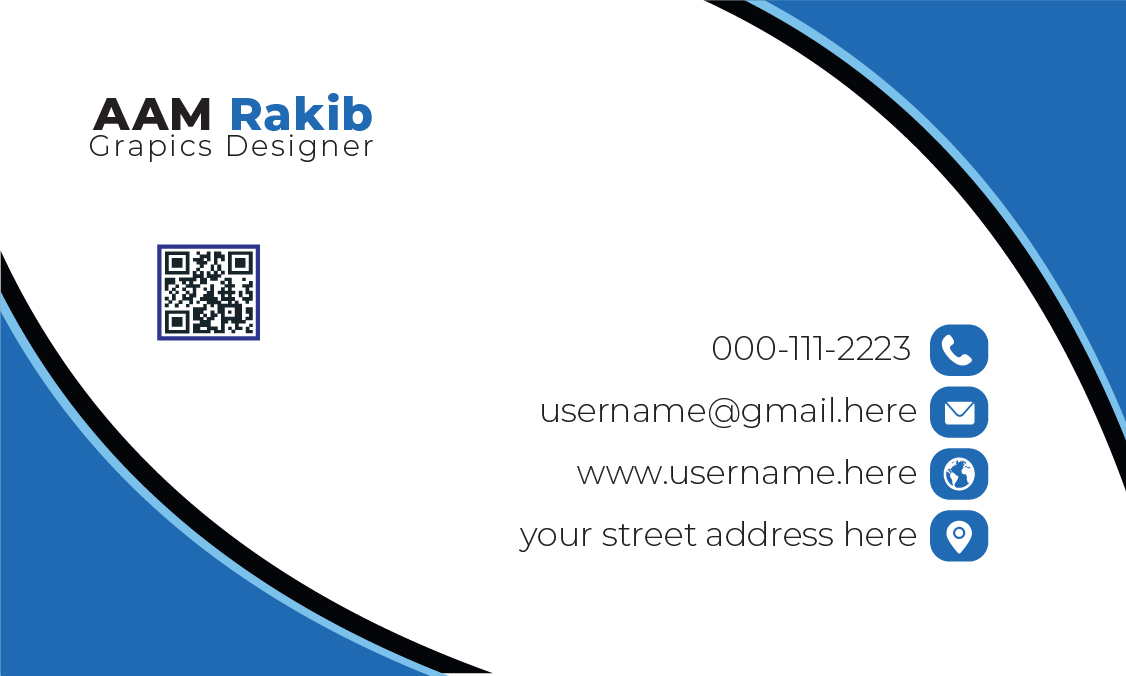 AAM Rakib
Grapics Designer
000-111-2223
username@gmail.here
www.username.here
your street address here